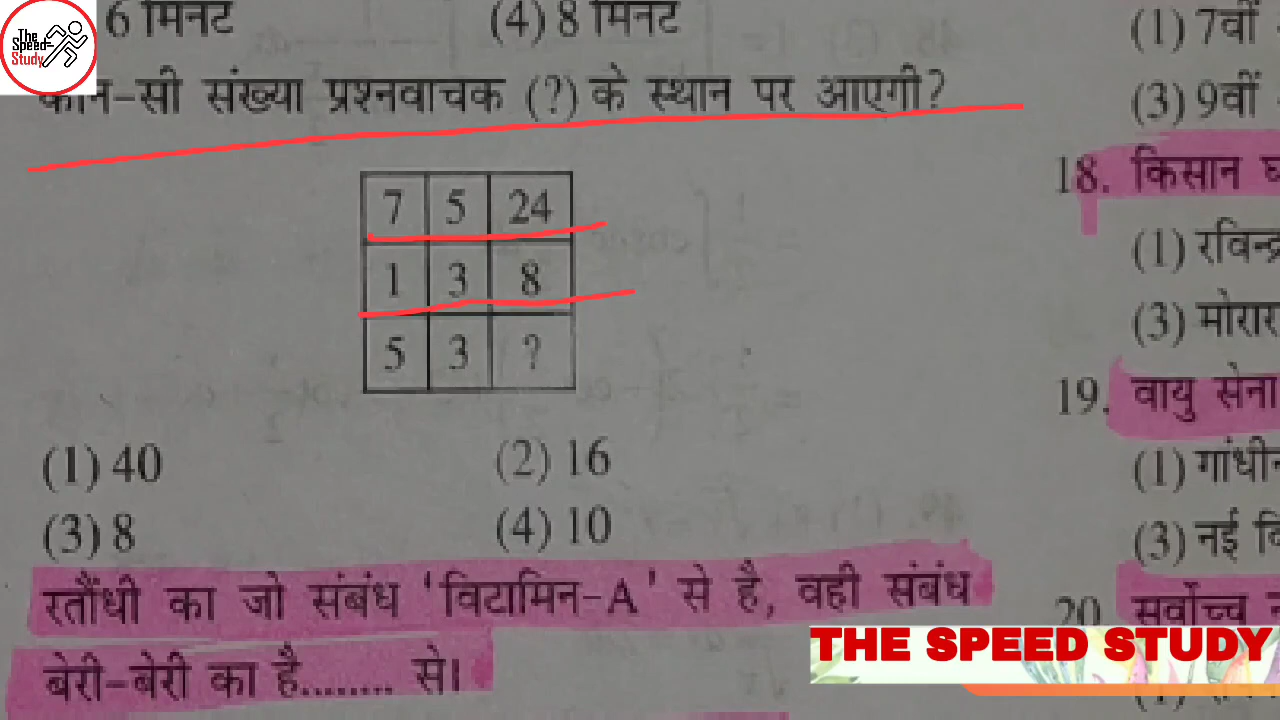 The
Speed-
Study
6 मिनट (4) 8 मिनट
कौन-सी संख्या प्रश्नवाचक (?) के स्थान पर आएगी?
7 5 24
1 3 8
5 3 ?
(1) 40 (2) 16
(3) 8 (4) 10
रतौंधी का जो संबंध 'विटामिन-A' से है, वही संबंध
बेरी-बेरी का है........ से।
(1) 7वीं
(3) 9वीं
18. किसान
(1) रविन्द्र
(3) मोरार
19. वायु सेना
(1) गांधीन
(3) नई दि
20. सर्वोच्च
THE SPEED STUDY